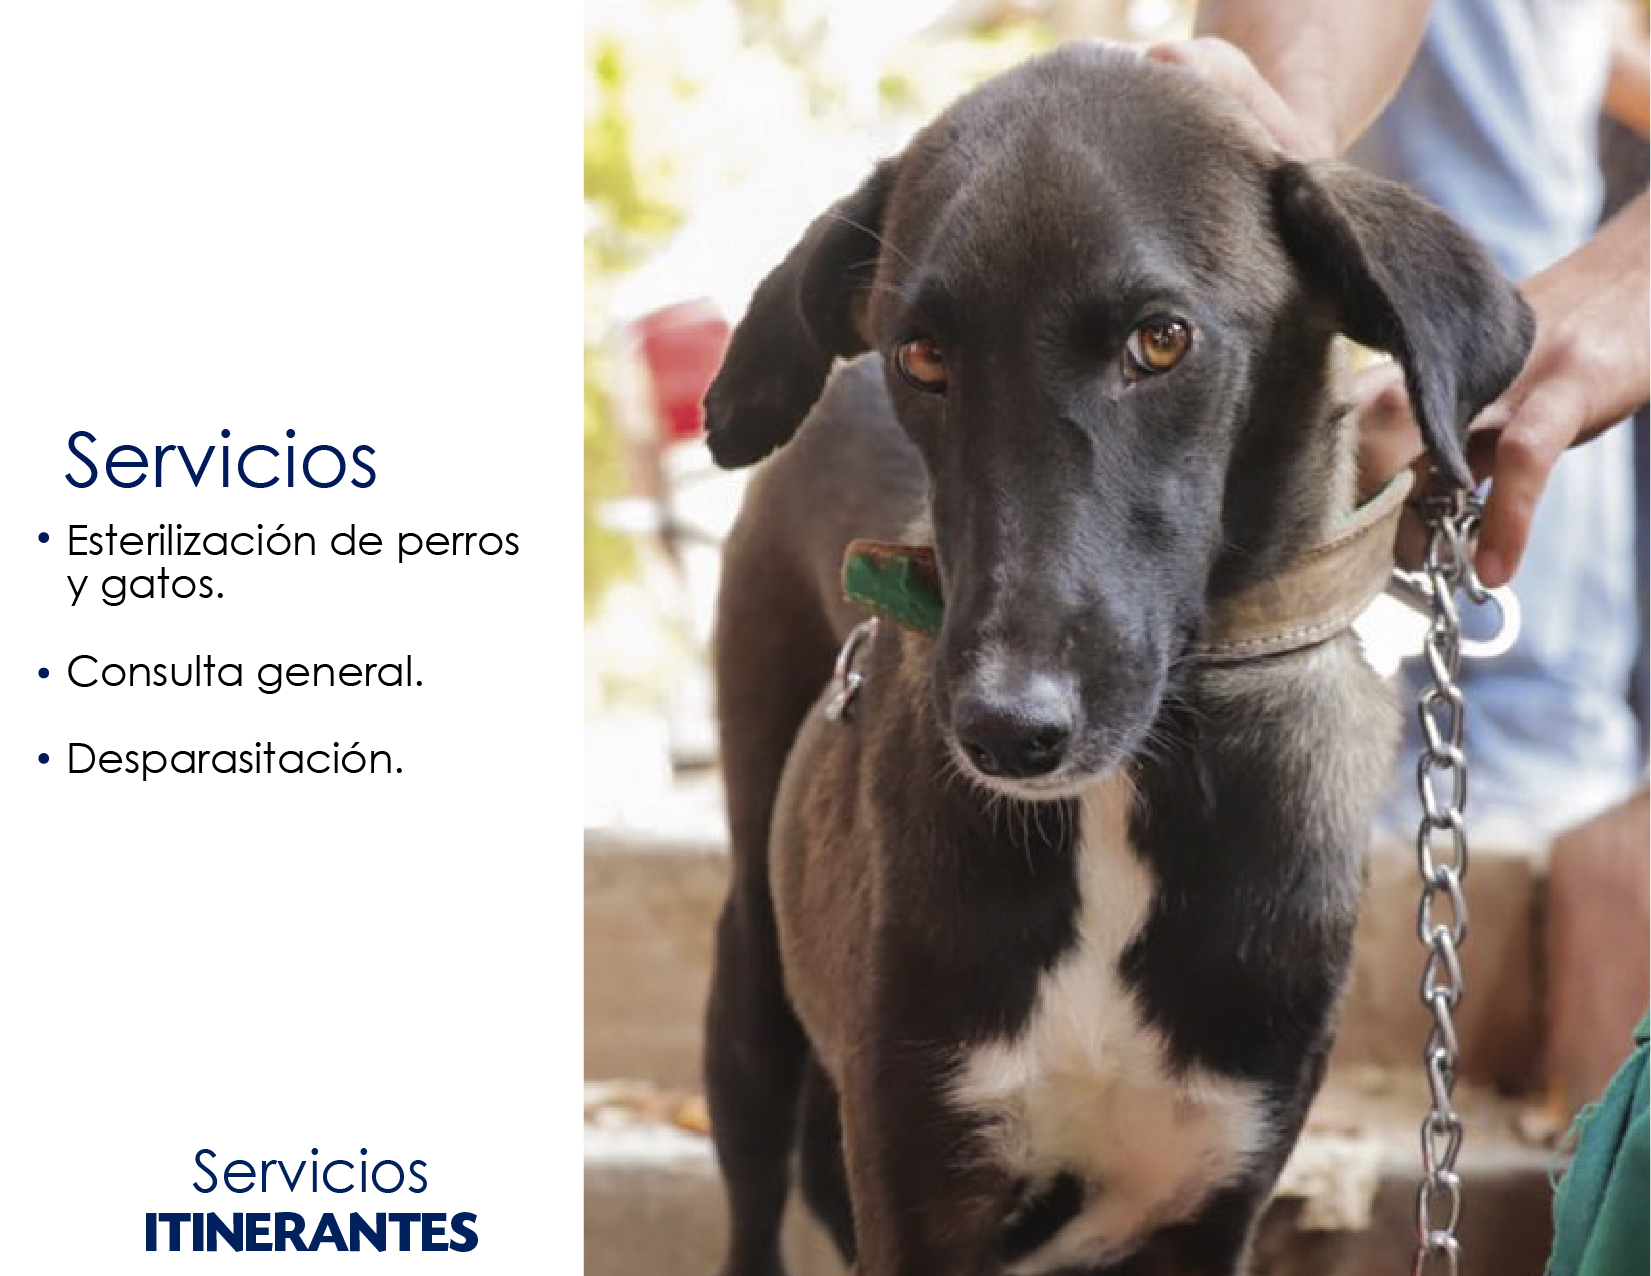 Servicios
• Esterilización de perros
y gatos.
• Consulta general.
• Desparasitación.
Servicios
ITINERANTES